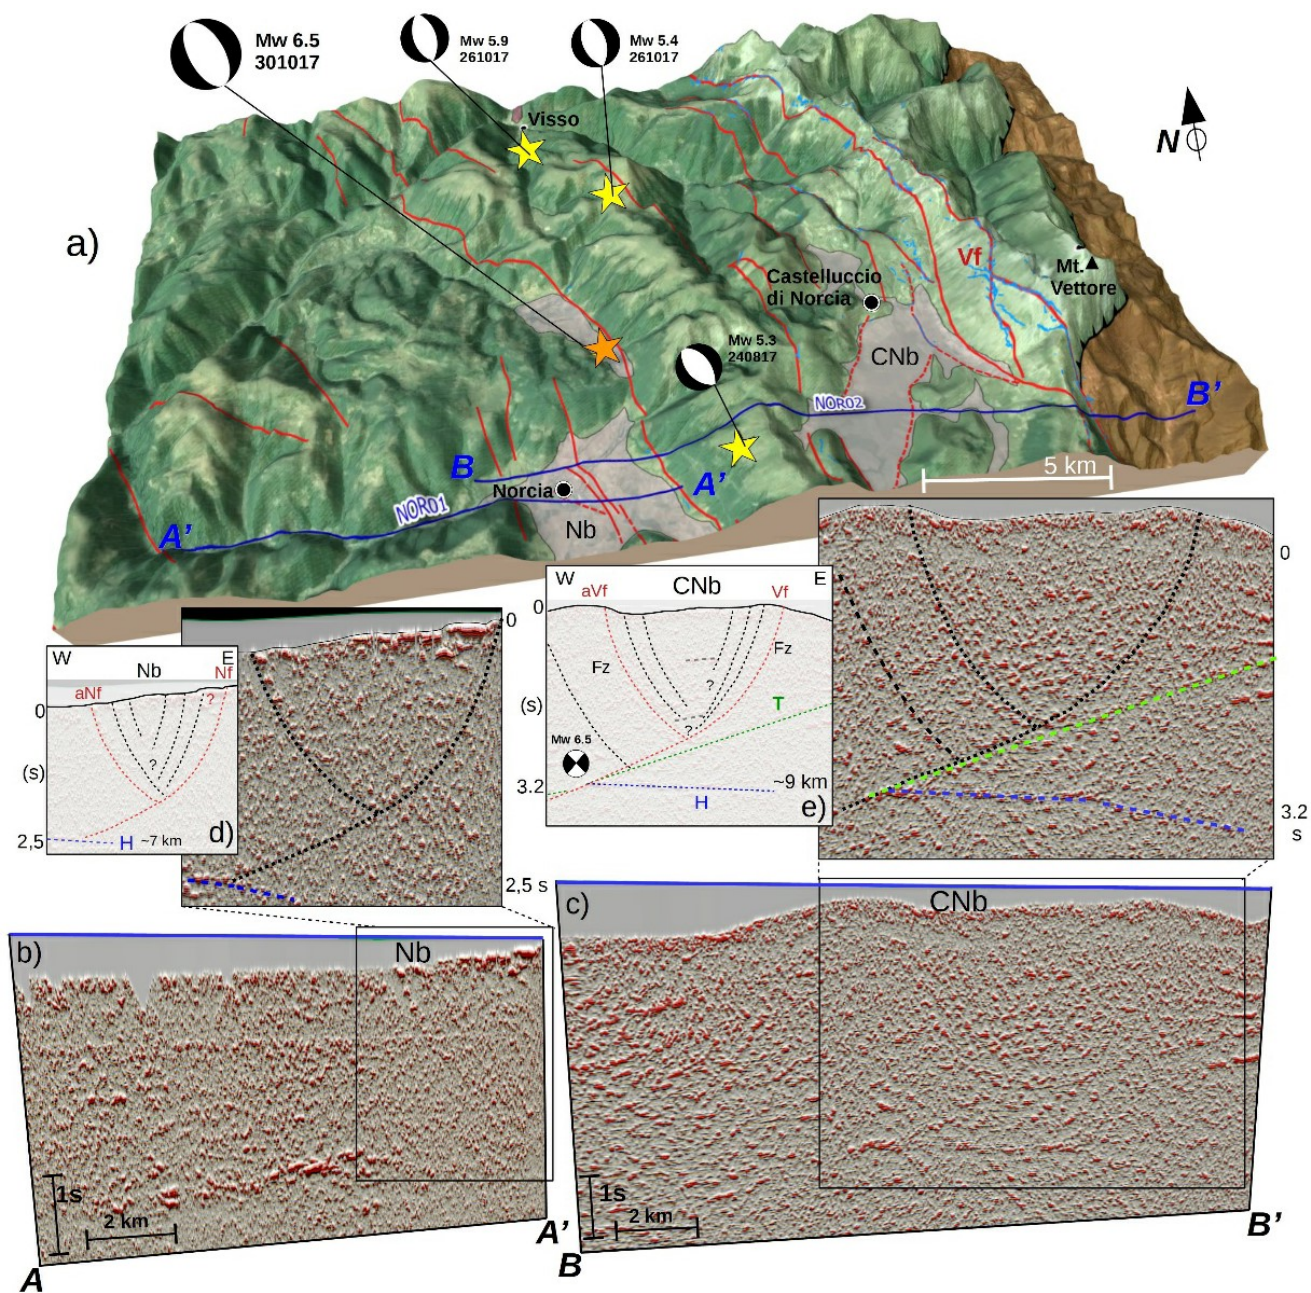 Mw 6.5
301017
Mw 5.9
261017
Mw 5.4
261017
N
Visso
a)
Vf
Mt.
Vettore
Castelluccio
di Norcia
Mw 5.3
240817
CNb
B'
NOR02
B
A'
5 km
Norcia
NOR01
Nb
A'
W
CNb
E
aVf
Vf
0
Fz
Fz
?
?
(s)
T
Mw 6.5
3.2
~9 km
H
e)
0
3.2
s
W
Nb
E
aNf
Nf
?
0
?
(s)
2,5
H
~7 km
d)
0
2,5 s
b)
Nb
1s
2 km
A
A'
c)
CNb
1s
2 km
B
B'